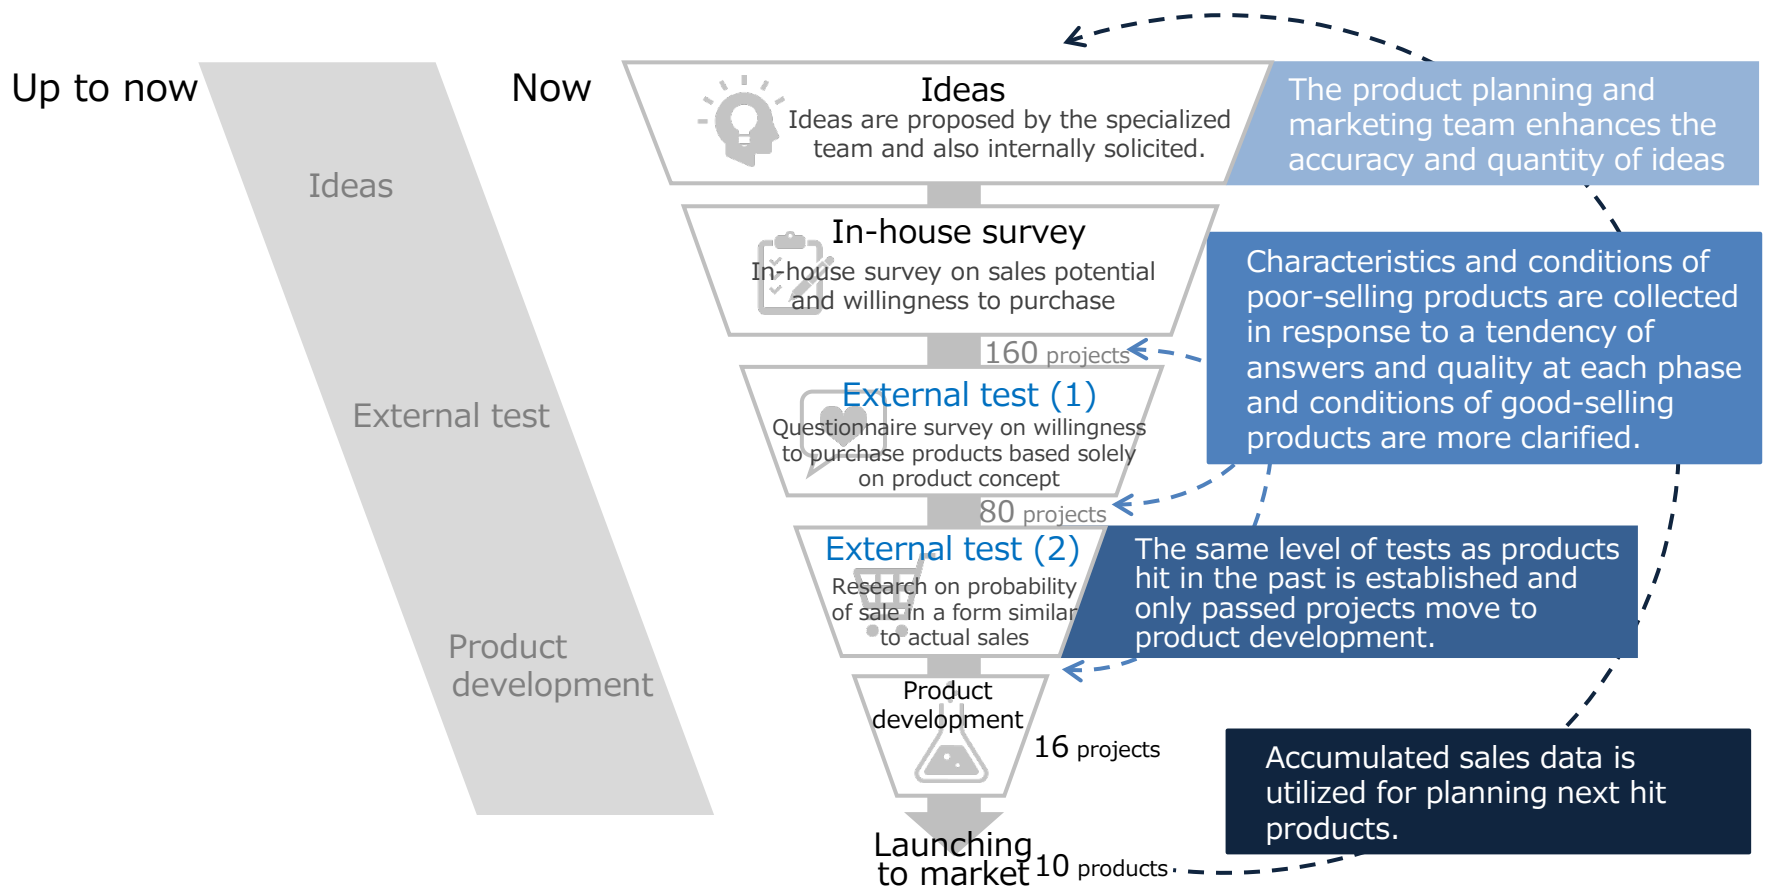 Up to now
Ideas
External test
Product
development
Now
Ideas
Ideas are proposed by the specialized
team and also internally solicited.
The product planning and
marketing team enhances the
accuracy and quantity of ideas
In-house survey
In-house survey on sales potential
and willingness to purchase
160 projects
Characteristics and conditions of
poor-selling products are collected
in response to a tendency of
answers and quality at each phase
and conditions of good-selling
products are more clarified.
External test (1)
Questionnaire survey on willingness
to purchase products based solely
on product concept
80 projects
External test (2)
Research on probability
of sale in a form similar
to actual sales
The same level of tests as products
hit in the past is established and
only passed projects move to
product development.
Product
development
16 projects
Accumulated sales data is
utilized for planning next hit
products.
Launching
to market
10 products